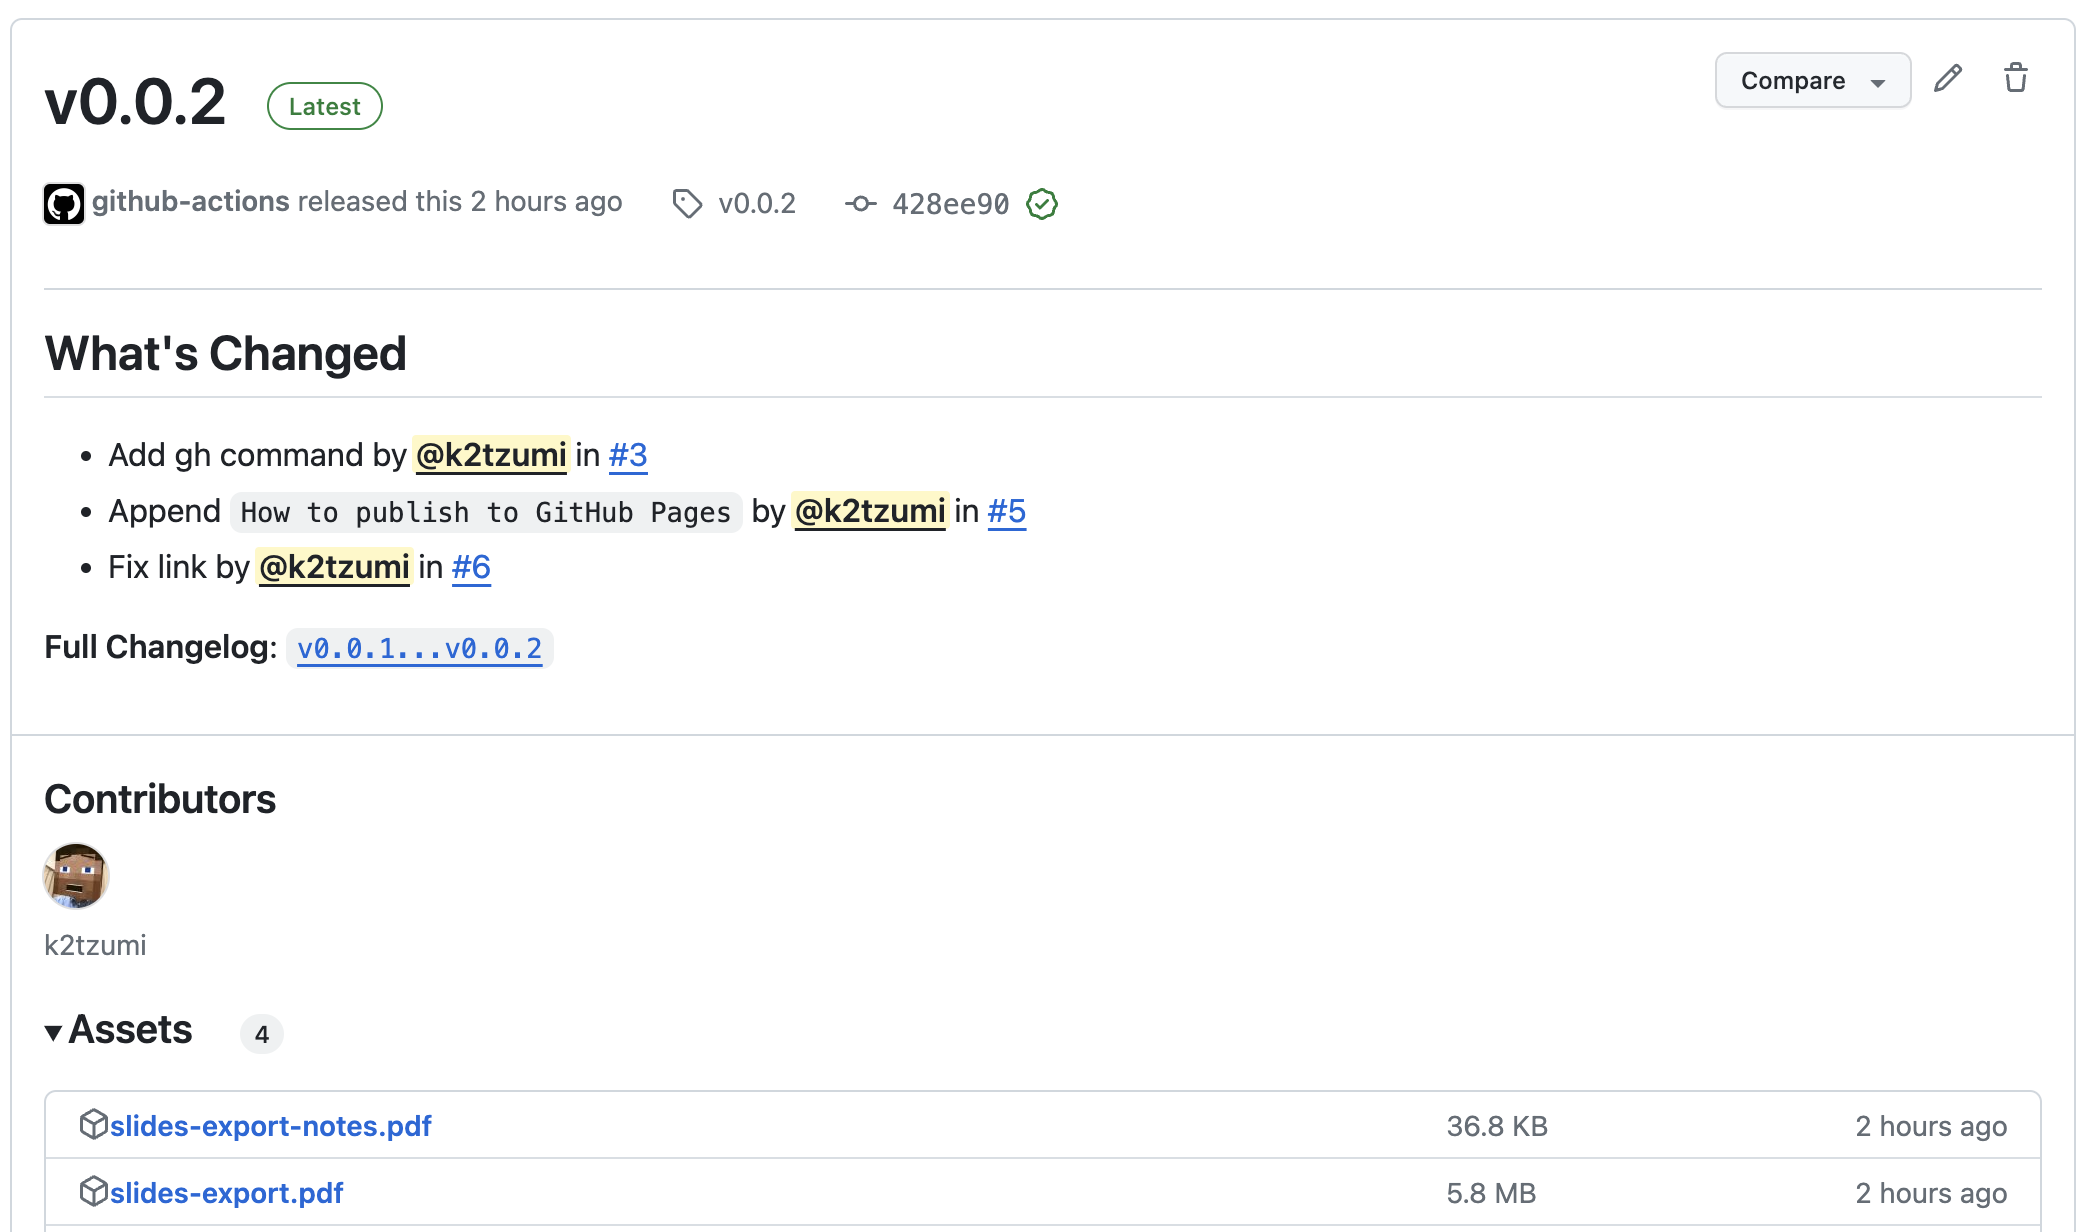 v0.0.2 Latest Compare
github-actions released this 2 hours ago v0.0.2 428ee90
What's Changed
• Add gh command by @k2tzumi in #3
• Append How to publish to GitHub Pages by @k2tzumi in #5
• Fix link by @k2tzumi in #6
Full Changelog: v0.0.1...v0.0.2
Contributors
k2tzumi
Assets 4
slides-export-notes.pdf 36.8 KB 2 hours ago
slides-export.pdf 5.8 MB 2 hours ago